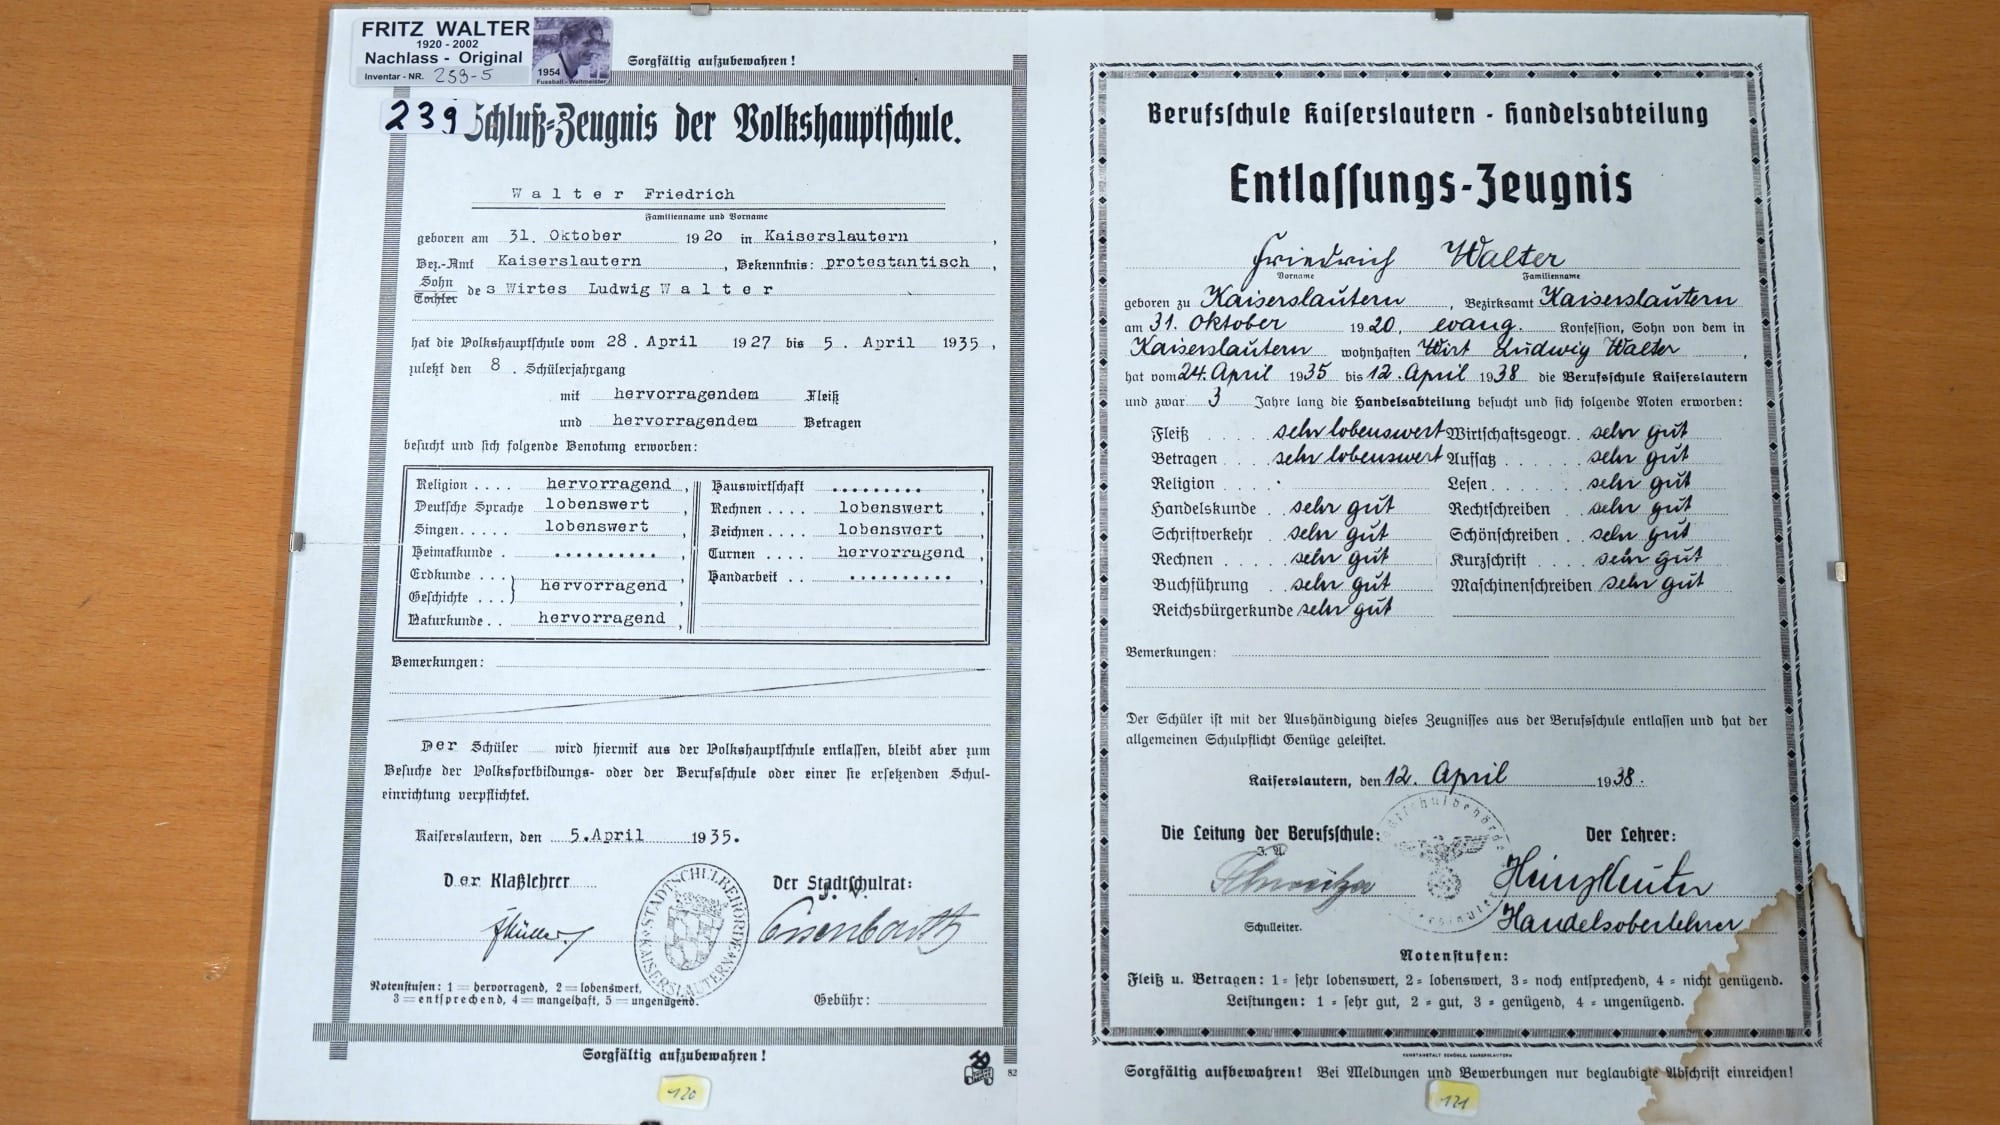 FRITZ WALTER
1920 - 2002
Nachlass - Original
Inventar - NR. 239-5
1954
Fussball - Weltmeister
239
Sorgfältig aufzubewahren!
Schluß-Zeugnis der Volkshauptschule.
Walter Friedrich
Familienname und Vorname
geboren am 31. Oktober 1920 in Kaiserslautern,
Bez.-Amt Kaiserslautern, Bekenntnis: protestantisch,
Sohn
Tochter
des Wirtes Ludwig Walter
hat die Volkshauptschule vom 28. April 1927 bis 5. April 1935,
zuletzt den 8. Schülerjahrgang
mit hervorragendem Fleiß
und hervorragendem Betragen
besucht und sich folgende Benotung erworben:
Religion .... hervorragend,
Deutsche Sprache lobenswert
Singen.... lobenswert
Heimatkunde . ..........
Erdkunde ...
Geschichte ...} hervorragend
Naturkunde .. hervorragend,
Hauswirtschaft .........,
Rechnen .... lobenswert,
Zeichnen.... lobenswert,
Turnen .... hervorragend,
Handarbeit .. ..........,
Bemerkungen:
Der Schüler wird hiermit aus der Volkshauptschule entlassen, bleibt aber zum
Besuche der Volksfortbildungs- oder der Berufsschule oder einer sie ersetzenden Schul-
einrichtung verpflichtet.
Kaiserslautern, den 5. April 1935.
Der Klaßlehrer
Der Stadtschulrat:
J. V.
STADTSCHULBEHÖRDE KAISERSLAUTERN
Notenstufen: 1 = hervorragend, 2 = lobenswert,
3 = entsprechend, 4 = mangelhaft, 5 = ungenügend.
Gebühr:
Sorgfältig aufzubewahren!
82
120
Berufsschule Kaiserslautern - Handelsabteilung
Entlassungs-Zeugnis
Friedrich Walter
Vorname Familienname
geboren zu Kaiserslautern, Bezirksamt Kaiserslautern
am 31. Oktober 1920, evang. Konfession, Sohn von dem in
Kaiserslautern wohnhaften Wirt Ludwig Walter,
hat vom 24. April 1935 bis 12. April 1938 die Berufsschule Kaiserslautern
und zwar 3 Jahre lang die Handelsabteilung besucht und sich folgende Noten erworben:
Fleiß .... sehr lobenswert
Betragen .... sehr lobenswert
Religion ....
Handelskunde . sehr gut
Schriftverkehr . sehr gut
Rechnen .... sehr gut
Buchführung . sehr gut
Reichsbürgerkunde sehr gut
Wirtschaftsgeogr. . sehr gut
Aufsatz .... sehr gut
Lesen .... sehr gut
Rechtschreiben . sehr gut
Schönschreiben . sehr gut
Kurzschrift .... sehr gut
Maschinenschreiben sehr gut
Bemerkungen:
Der Schüler ist mit der Aushändigung dieses Zeugnisses aus der Berufsschule entlassen und hat der
allgemeinen Schulpflicht Genüge geleistet.
Kaiserslautern, den 12. April 1938.
Die Leitung der Berufsschule:
Der Lehrer:
Schulleiter.
Handelsoberlehrer
Notenstufen:
Fleiß u. Betragen: 1 = sehr lobenswert, 2 = lobenswert, 3 = noch entsprechend, 4 = nicht genügend.
Leistungen: 1 = sehr gut, 2 = gut, 3 = genügend, 4 = ungenügend.
KUNSTANSTALT SCHÖHLE, KAISERSLAUTERN
Sorgfältig aufbewahren! Bei Meldungen und Bewerbungen nur beglaubigte Abschrift einreichen!
121